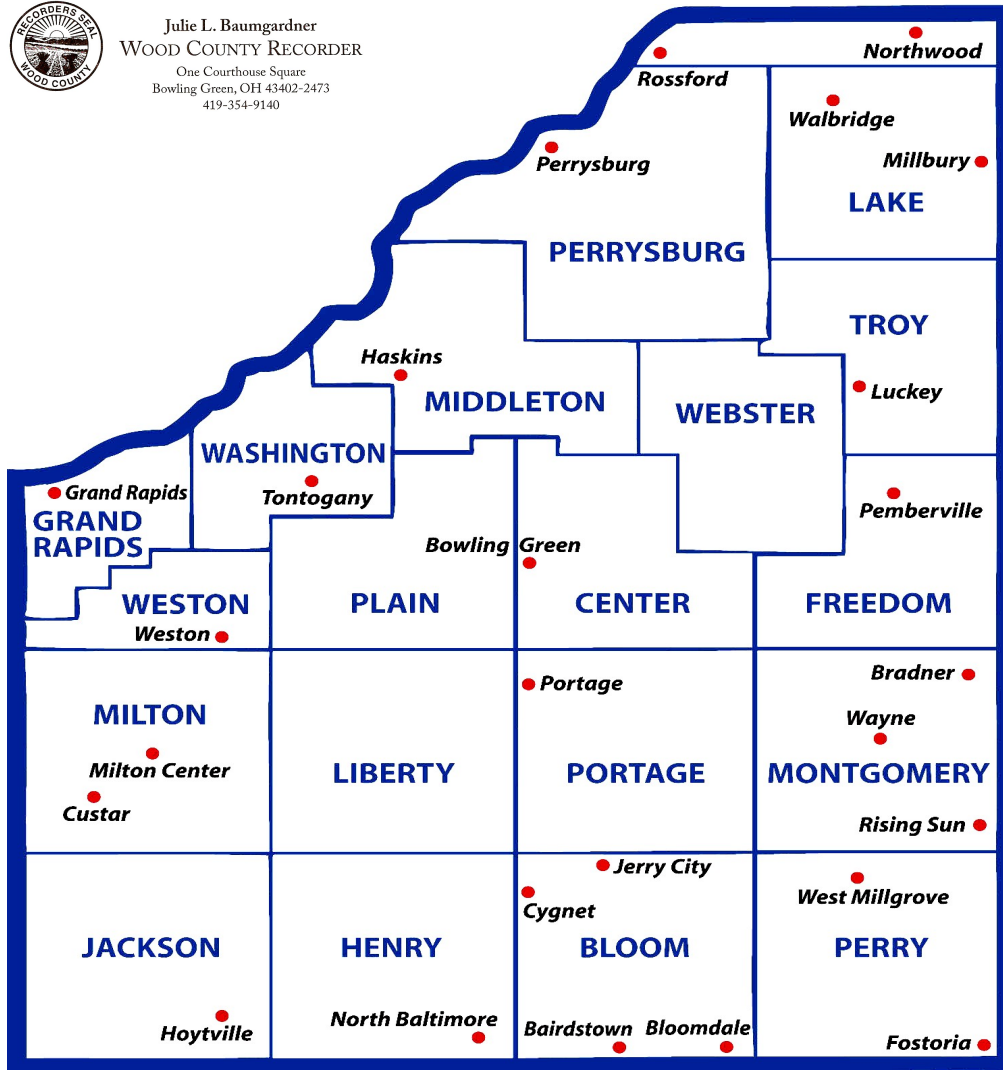 RECORDERS SEAL
WOOD COUNTY
Julie L. Baumgardner
WOOD COUNTY RECORDER
One Courthouse Square
Bowling Green, OH 43402-2473
419-354-9140
Northwood
Rossford
Walbridge
Perrysburg
Millbury
LAKE
PERRYSBURG
TROY
Haskins
Luckey
MIDDLETON
WEBSTER
WASHINGTON
Grand Rapids
Tontogany
GRAND
RAPIDS
Pemberville
Bowling Green
WESTON
PLAIN
CENTER
FREEDOM
Weston
Bradner
Portage
MILTON
Wayne
Milton Center
LIBERTY
PORTAGE
MONTGOMERY
Custar
Rising Sun
Jerry City
West Millgrove
Cygnet
JACKSON
HENRY
BLOOM
PERRY
Hoytville
North Baltimore
Bairdstown
Bloomdale
Fostoria